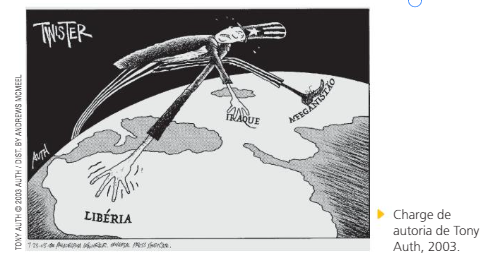 TWISTER
IRAQUE
AFEGANISTÃO
AUTH
LIBÉRIA
TONY AUTH © 2003 AUTH / DIST. BY ANDREWS MCMEEL
Charge de
autoria de Tony
Auth, 2003.